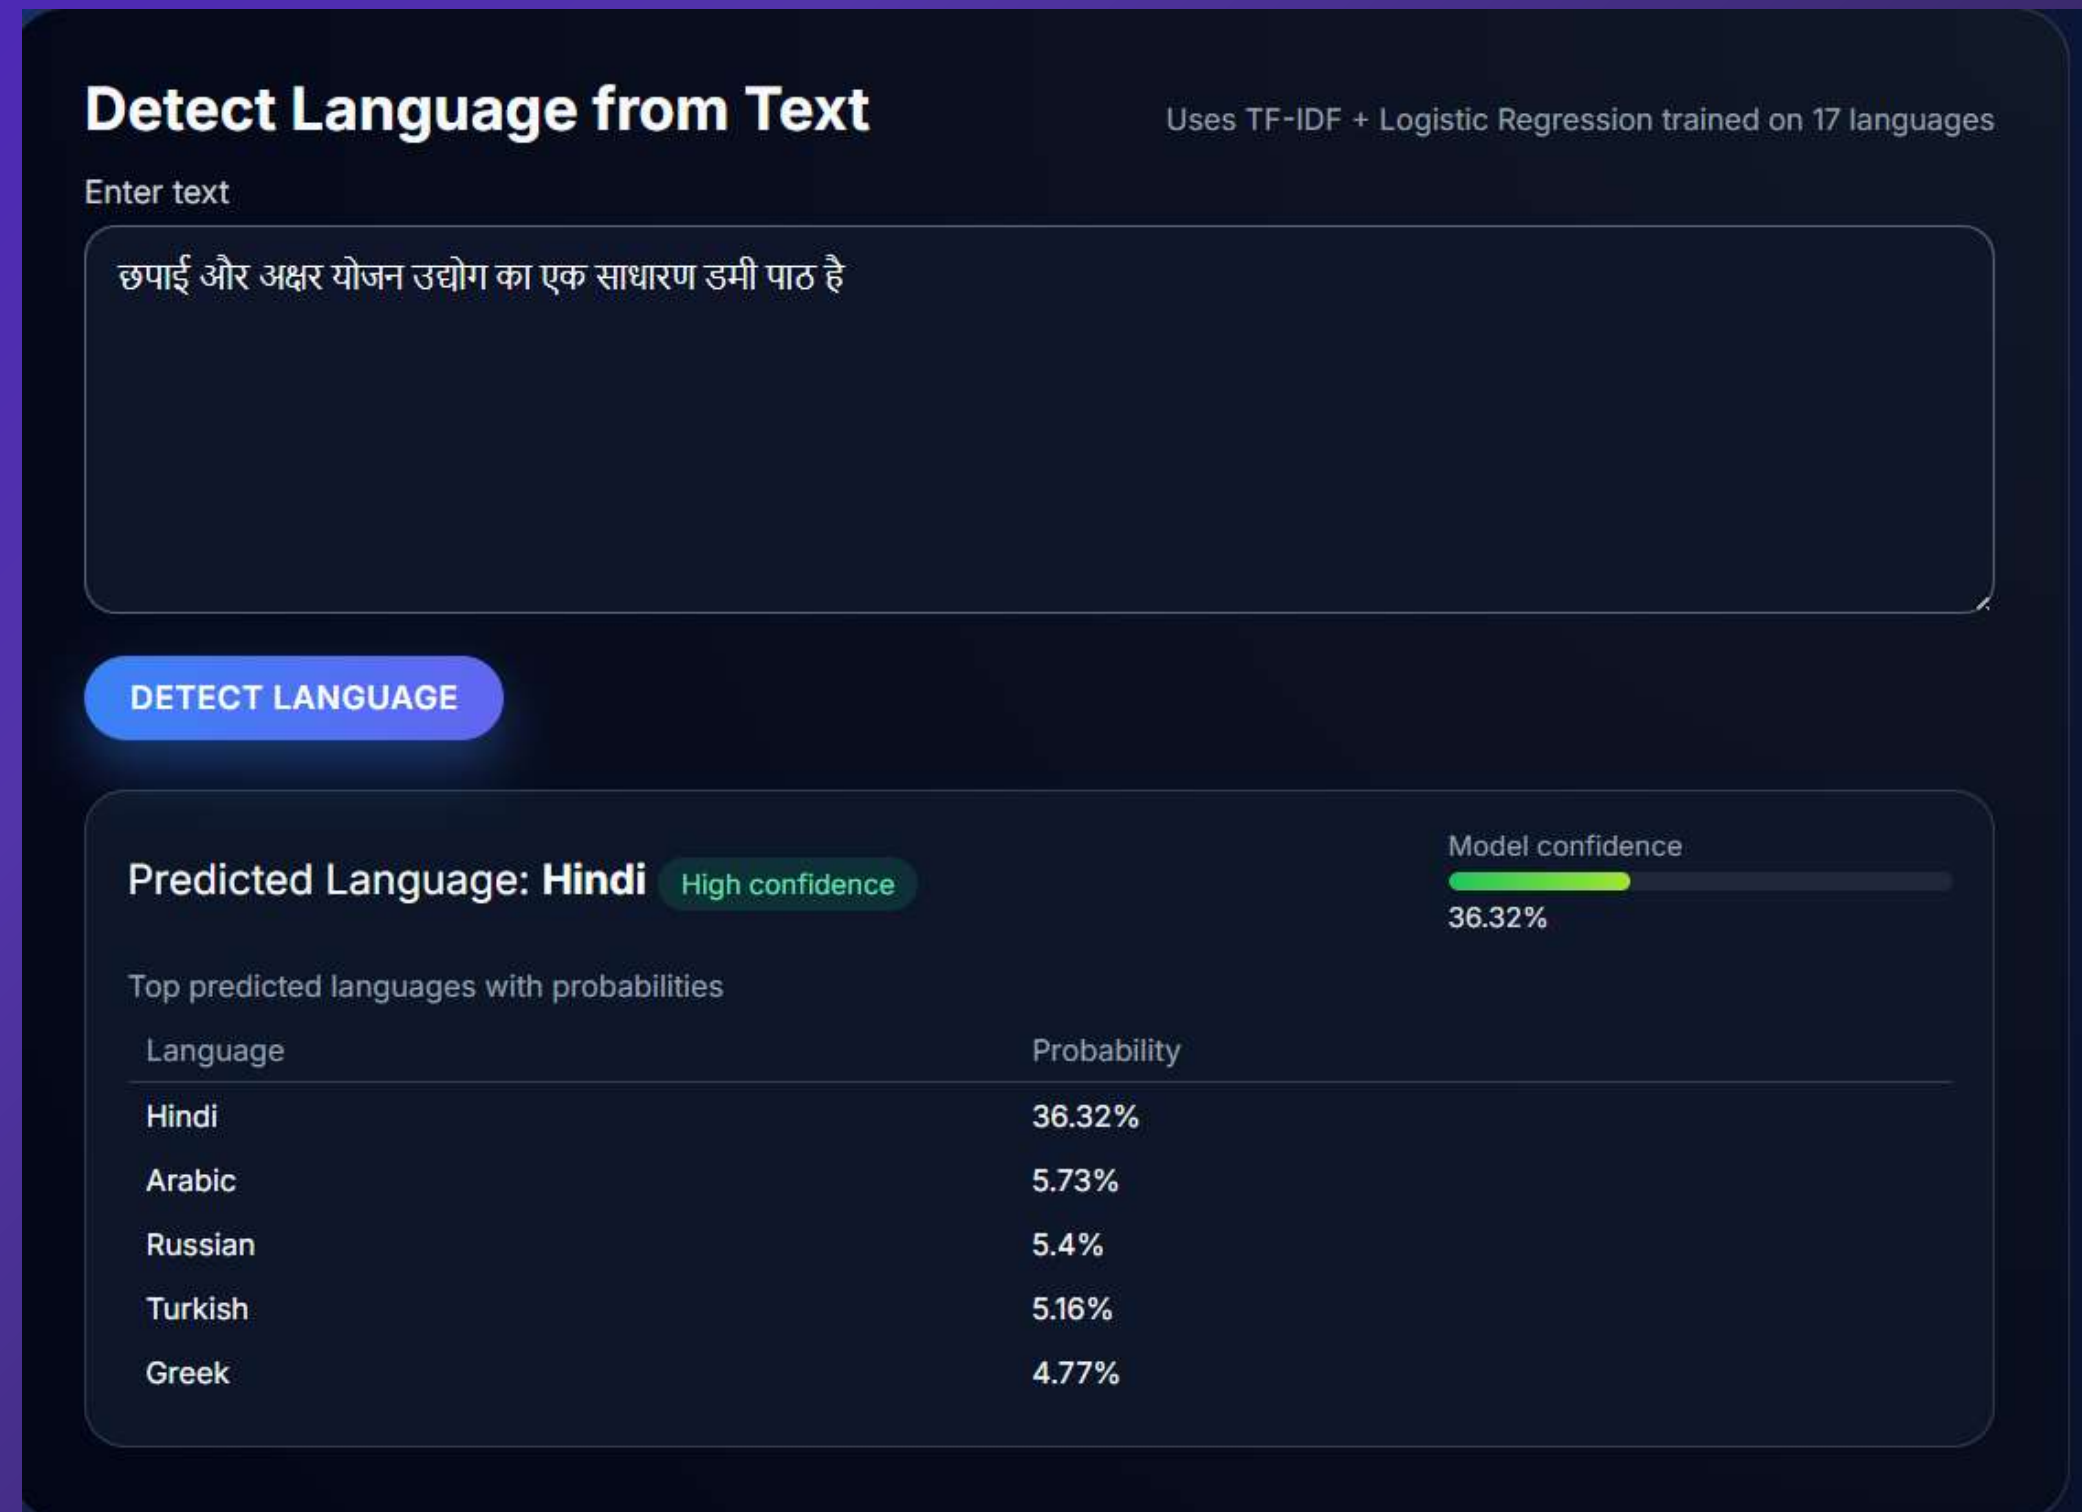 Detect Language from Text
Uses TF-IDF + Logistic Regression trained on 17 languages
Enter text
छपाई और अक्षर योजन उद्योग का एक साधारण डमी पाठ है
DETECT LANGUAGE
Predicted Language: Hindi High confidence
Model confidence
36.32%
Top predicted languages with probabilities
Language Probability
Hindi 36.32%
Arabic 5.73%
Russian 5.4%
Turkish 5.16%
Greek 4.77%